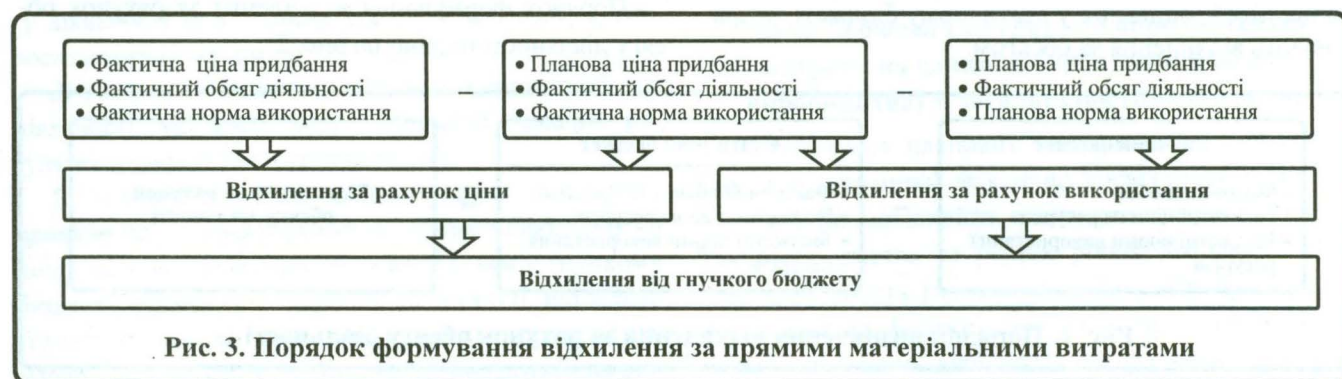 • Фактична ціна придбання
• Фактичний обсяг діяльності
• Фактична норма використання
–
• Планова ціна придбання
• Фактичний обсяг діяльності
• Фактична норма використання
–
• Планова ціна придбання
• Фактичний обсяг діяльності
• Планова норма використання
Відхилення за рахунок ціни
Відхилення за рахунок використання
Відхилення від гнучкого бюджету
Рис. 3. Порядок формування відхилення за прямими матеріальними витратами